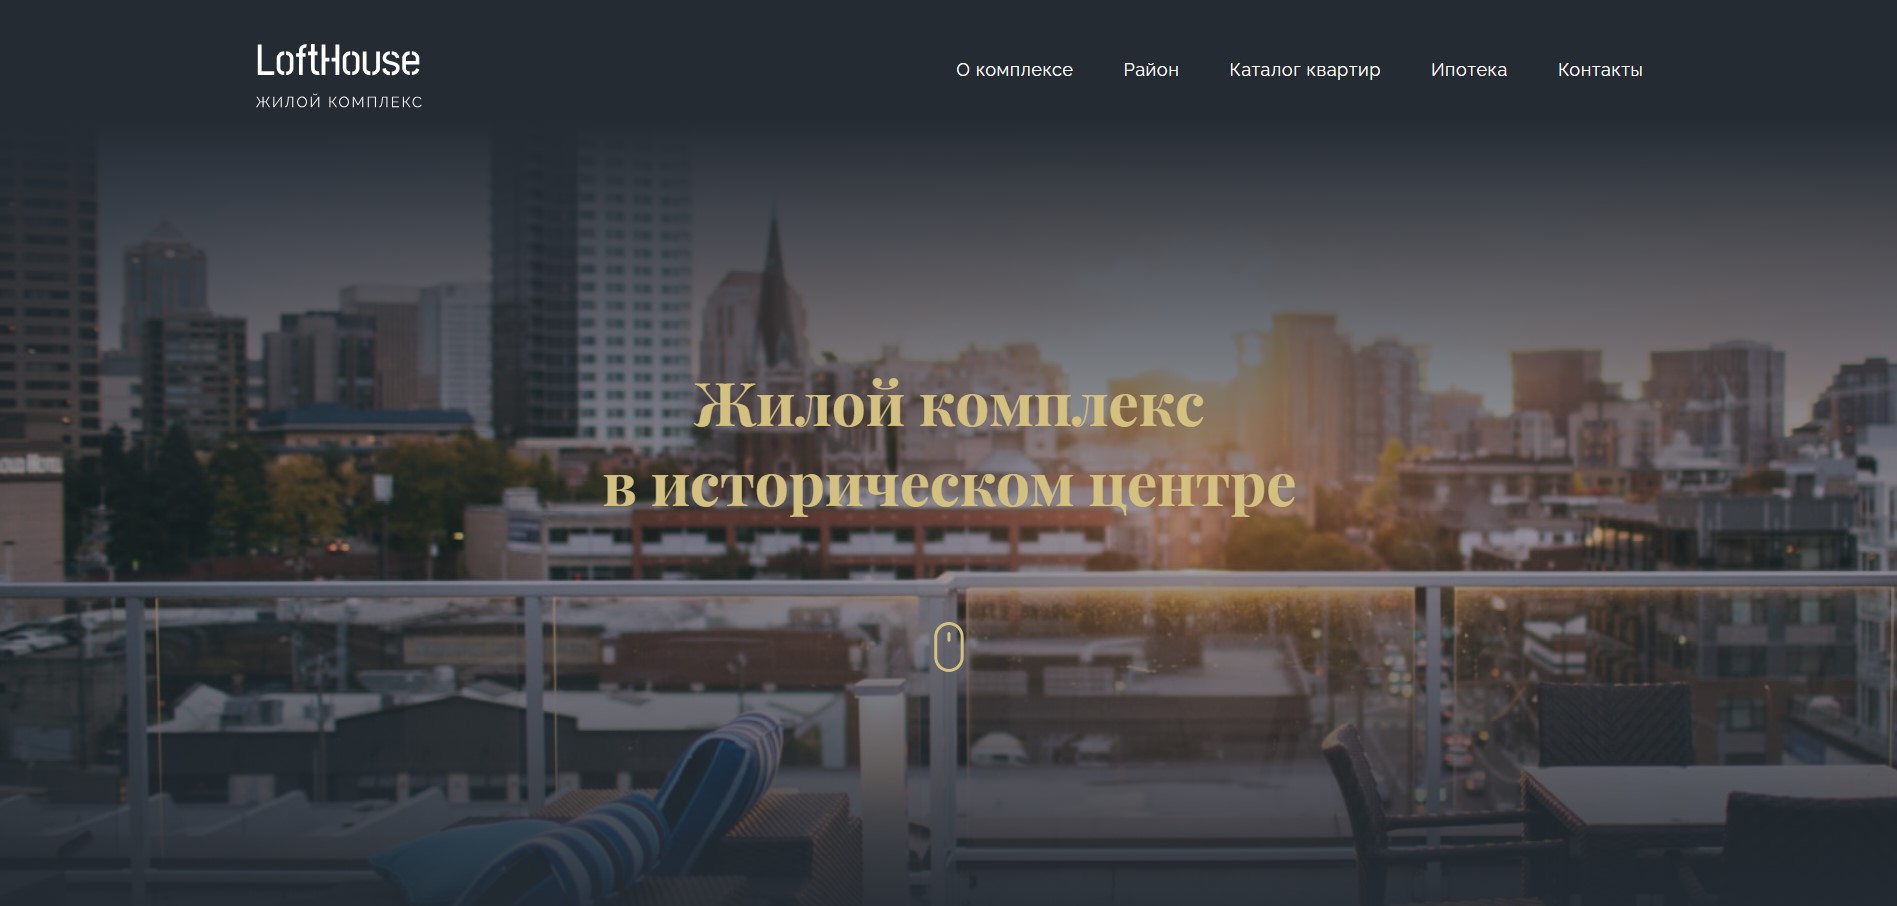 LoftHouse
ЖИЛОЙ КОМПЛЕКС
О комплексе
Район
Каталог квартир
Ипотека
Контакты
Жилой комплекс
в историческом центре